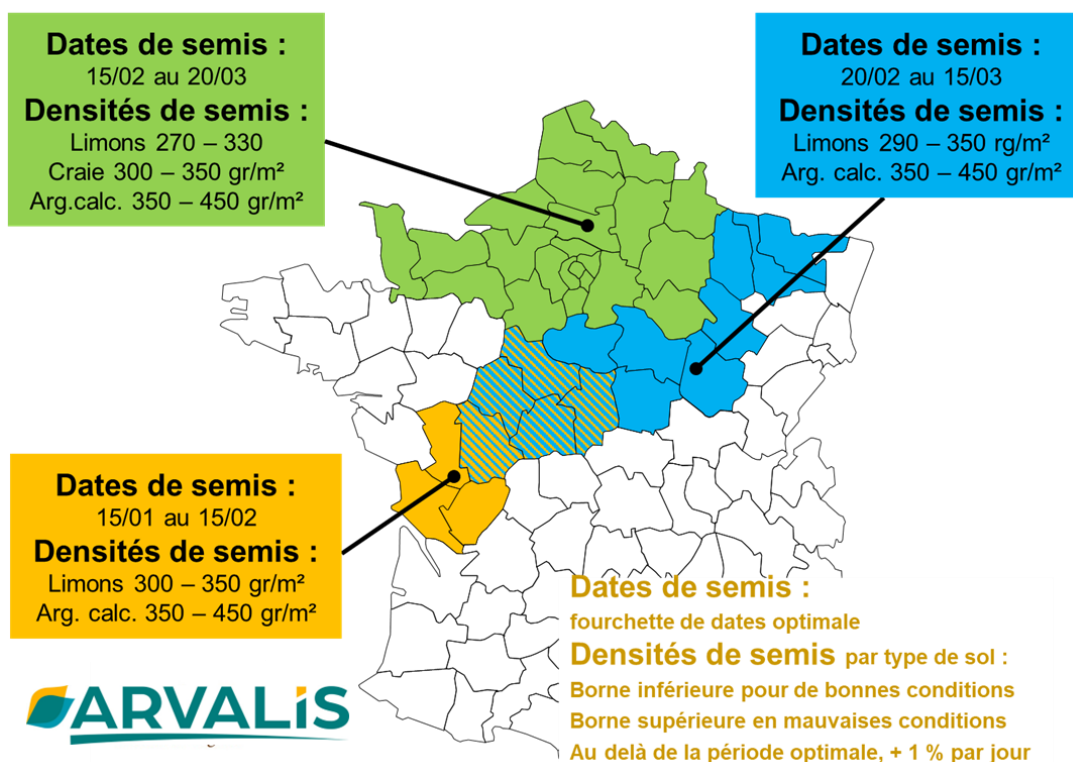 Dates de semis :
15/02 au 20/03
Densités de semis :
Limons 270 – 330
Craie 300 – 350 gr/m²
Arg.calc. 350 – 450 gr/m²
Dates de semis :
20/02 au 15/03
Densités de semis :
Limons 290 – 350 rg/m²
Arg. calc. 350 – 450 gr/m²
Dates de semis :
15/01 au 15/02
Densités de semis :
Limons 300 – 350 gr/m²
Arg. calc. 350 – 450 gr/m²
Dates de semis :
fourchette de dates optimale
Densités de semis par type de sol :
Borne inférieure pour de bonnes conditions
Borne supérieure en mauvaises conditions
Au delà de la période optimale, + 1 % par jour
ARVALiS